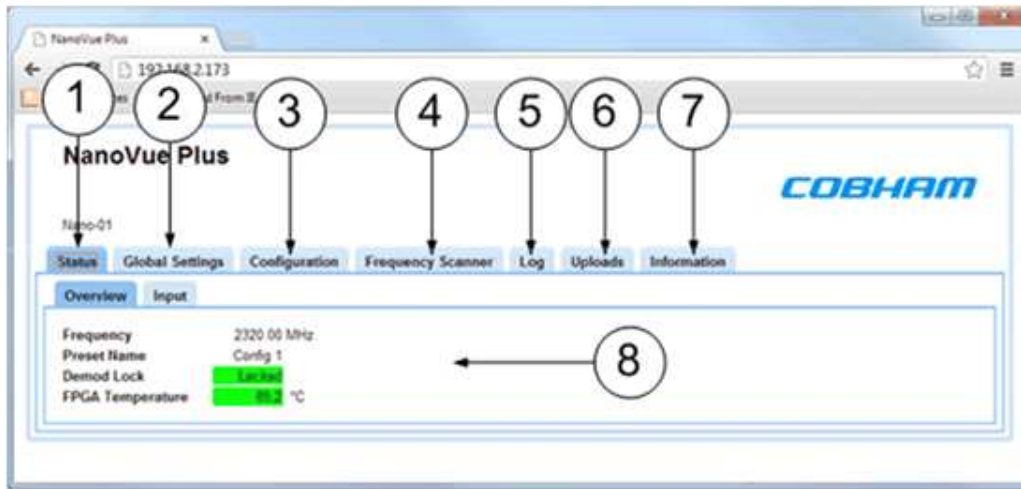 NanoVue Plus
192.168.2.173
From
1 2 3 4 5 6 7
NanoVue Plus
COBHAM
Nano-01
Status Global Settings Configuration Frequency Scanner Log Uploads Information
Overview Input
Frequency 2320.00 MHz
Preset Name Config 1
8
Demod Lock Locked
FPGA Temperature °C